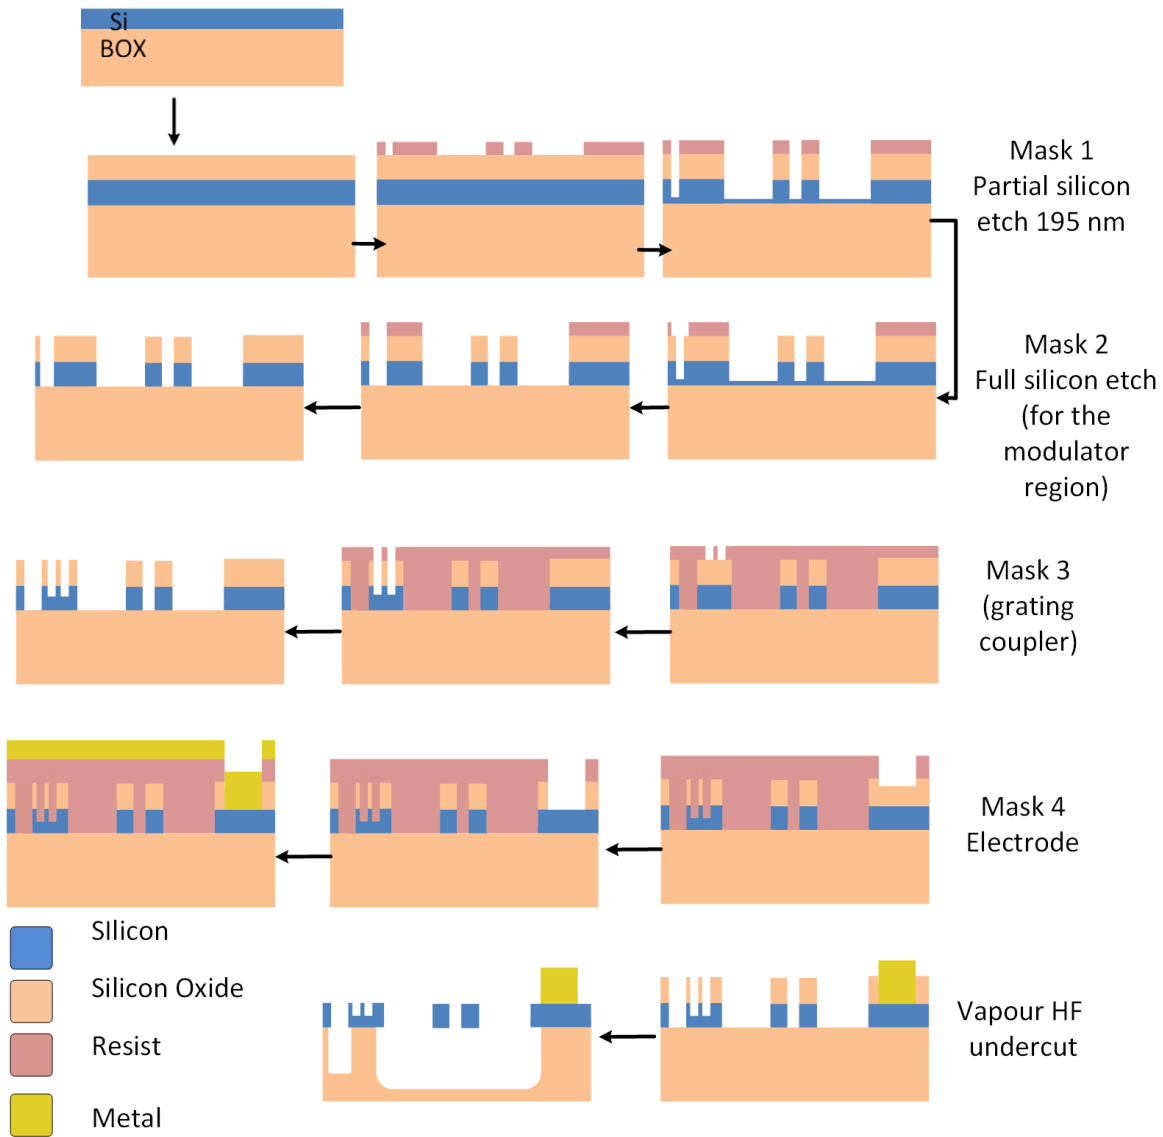 Si
BOX
Mask 1
Partial silicon
etch 195 nm
Mask 2
Full silicon etch
(for the
modulator
region)
Mask 3
(grating
coupler)
Mask 4
Electrode
SIlicon
Silicon Oxide
Resist
Metal
Vapour HF
undercut